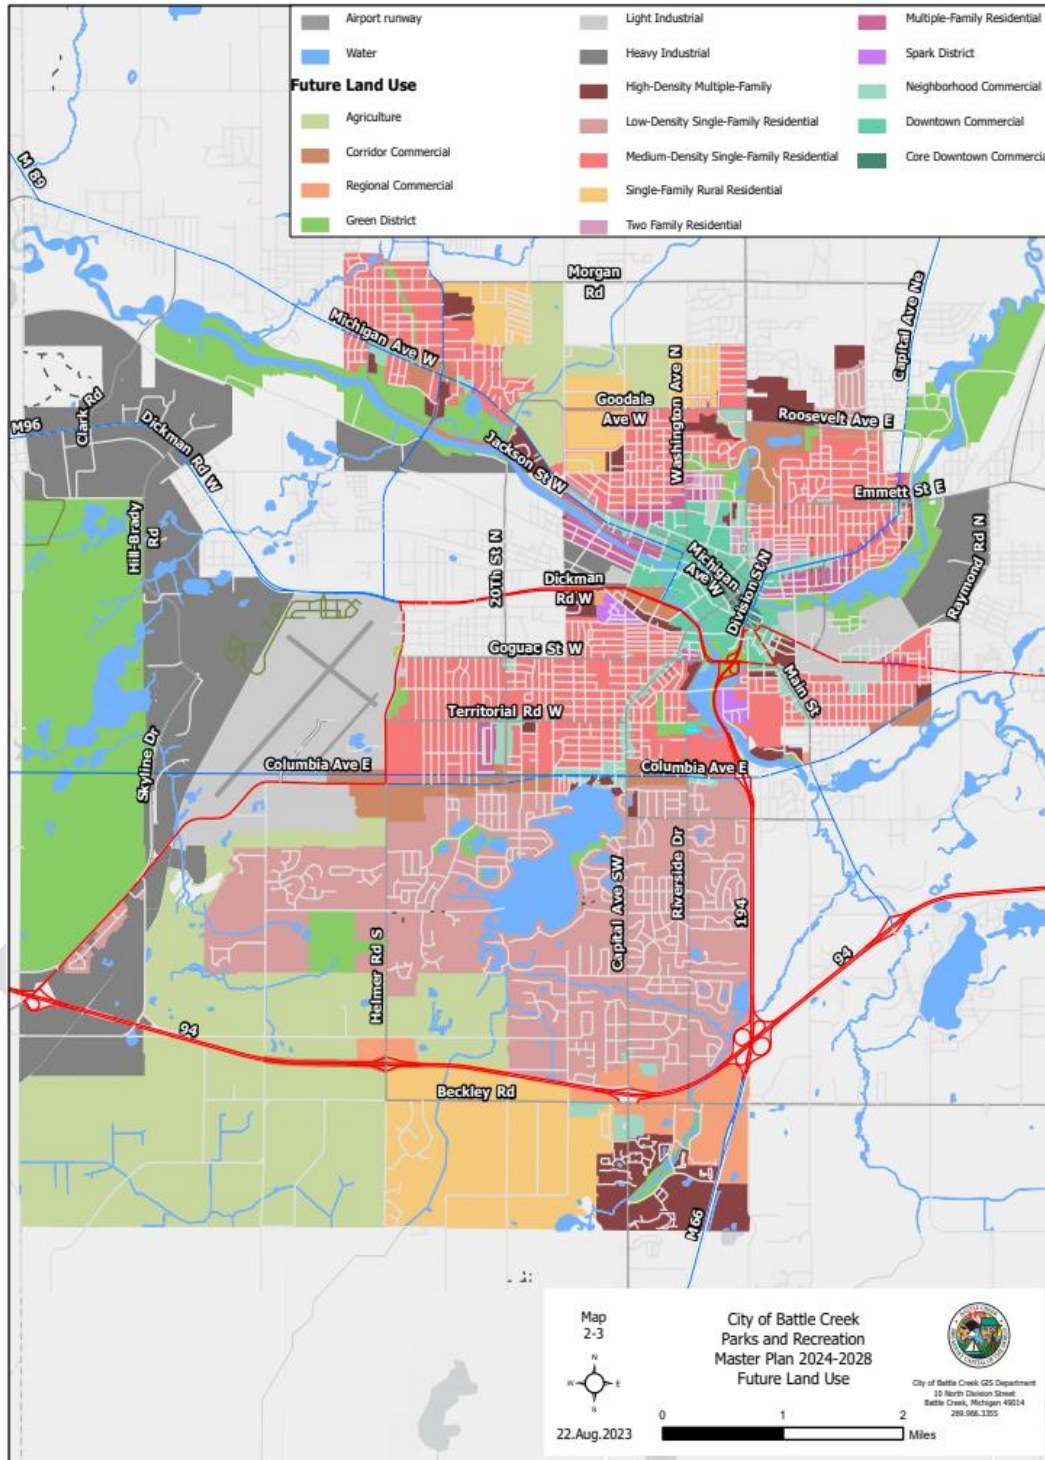 Airport runway
Water
Future Land Use
Agriculture
Corridor Commercial
Regional Commercial
Green District
Light Industrial
Heavy Industrial
High-Density Multiple-Family
Low-Density Single-Family Residential
Medium-Density Single-Family Residential
Single-Family Rural Residential
Two Family Residential
Multiple-Family Residential
Spark District
Neighborhood Commercial
Downtown Commercial
Core Downtown Commercia
M 89
Morgan
Rd
Capital Ave Ne
Michigan Ave W
Washington Ave N
Goodale
Ave W
Roosevelt Ave E
Clark Rd
M96
Dickman Rd W
Jackson St W
Emmett St E
Hill-Brady
Rd
20Th St N
Michigan
Ave W
Division St N
Raymond Rd N
Dickman
Rd W
Goguac St W
Main St
Territorial Rd W
Skyline Dr
Columbia Ave E
Columbia Ave E
Riverside Dr
Capital Ave SW
I94
Helmer Rd S
94
94
Beckley Rd
M 66
Map
2-3
N
W
E
S
22.Aug.2023
City of Battle Creek
Parks and Recreation
Master Plan 2024-2028
Future Land Use
City of Battle Creek GIS Department
10 North Division Street
Battle Creek, Michigan 49014
269.966.3355
0 1 2
Miles